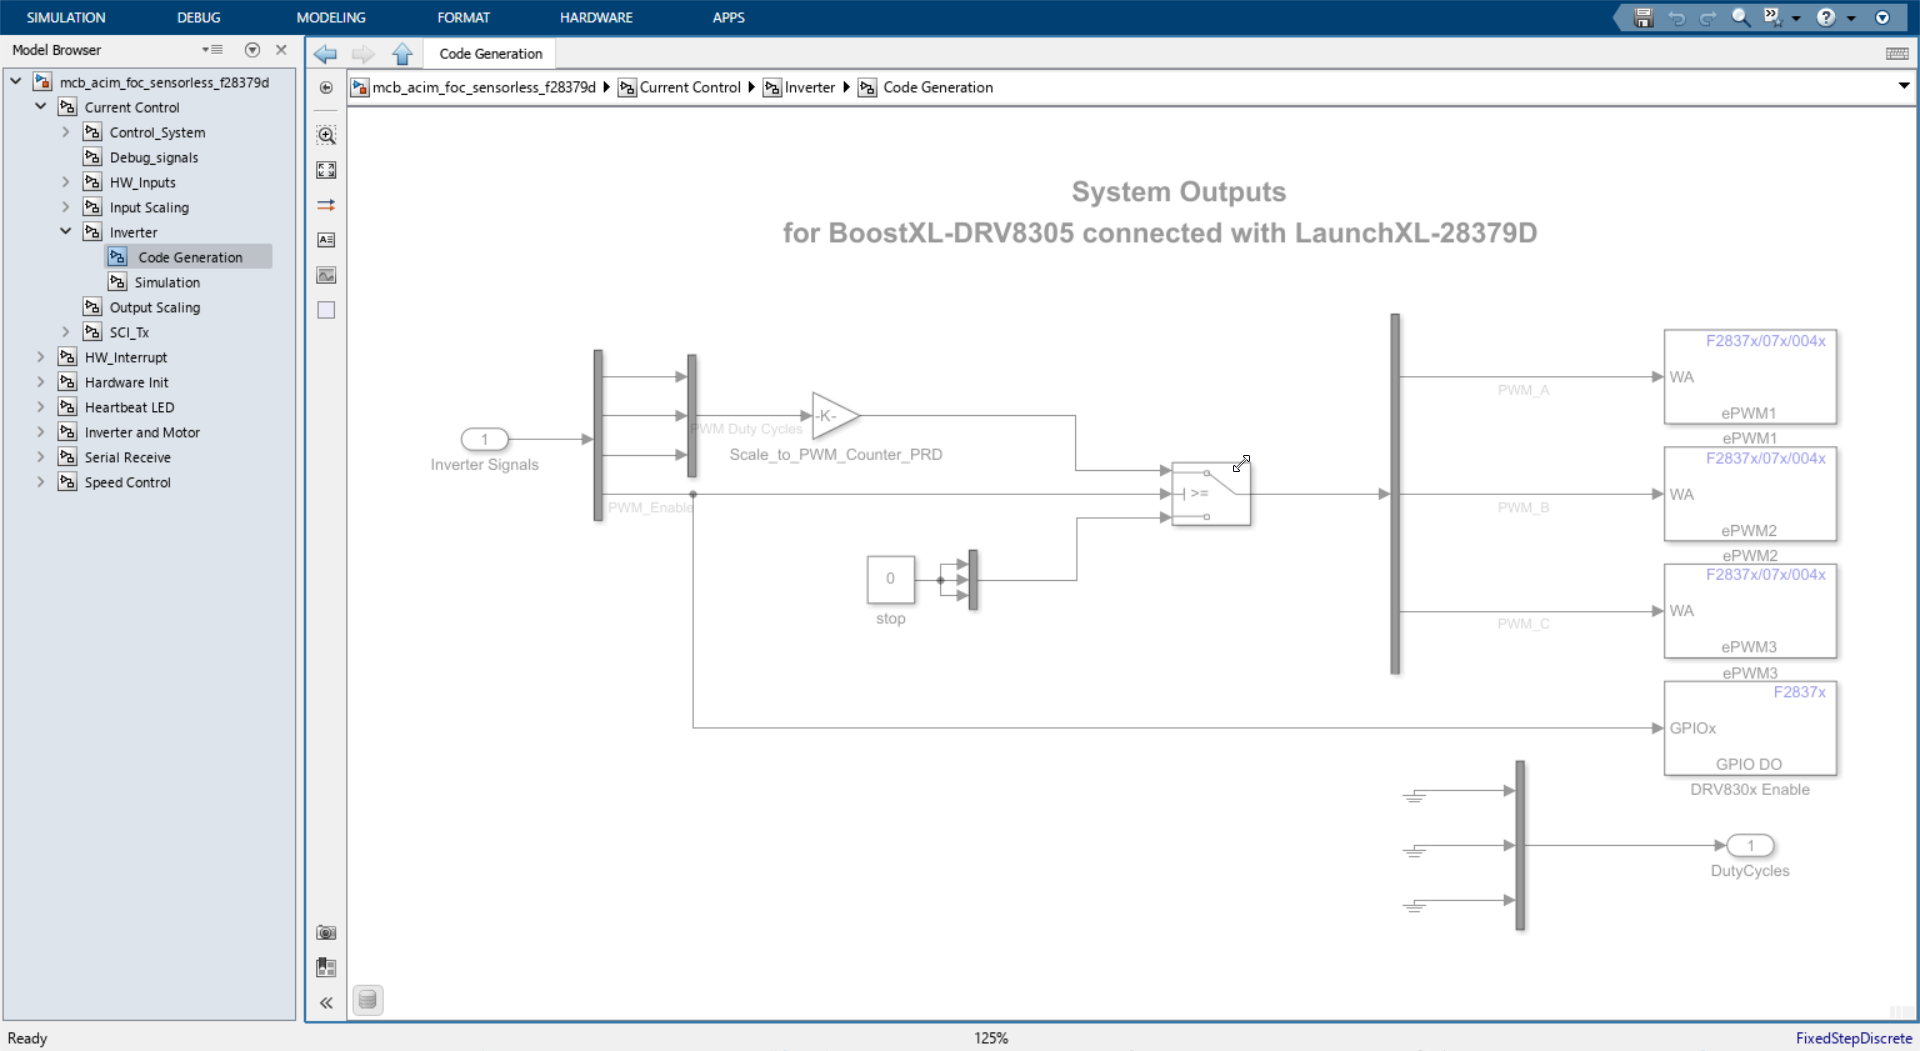 SIMULATION DEBUG MODELING FORMAT HARDWARE APPS
Model Browser
mcb_acim_foc_sensorless_f28379d
Current Control
Control_System
Debug_signals
HW_Inputs
Input Scaling
Inverter
Code Generation
Simulation
Output Scaling
SCI_Tx
HW_Interrupt
Hardware Init
Heartbeat LED
Inverter and Motor
Serial Receive
Speed Control
Code Generation
mcb_acim_foc_sensorless_f28379d Current Control Inverter Code Generation
System Outputs
for BoostXL-DRV8305 connected with LaunchXL-28379D
1
Inverter Signals
PWM Duty Cycles
-K-
Scale_to_PWM_Counter_PRD
PWM_Enable
>=
0
stop
PWM_A
PWM_B
PWM_C
F2837x/07x/004x
WA
ePWM1
ePWM1
F2837x/07x/004x
WA
ePWM2
ePWM2
F2837x/07x/004x
WA
ePWM3
ePWM3
F2837x
GPIOx
GPIO DO
DRV830x Enable
1
DutyCycles
Ready
125%
FixedStepDiscrete